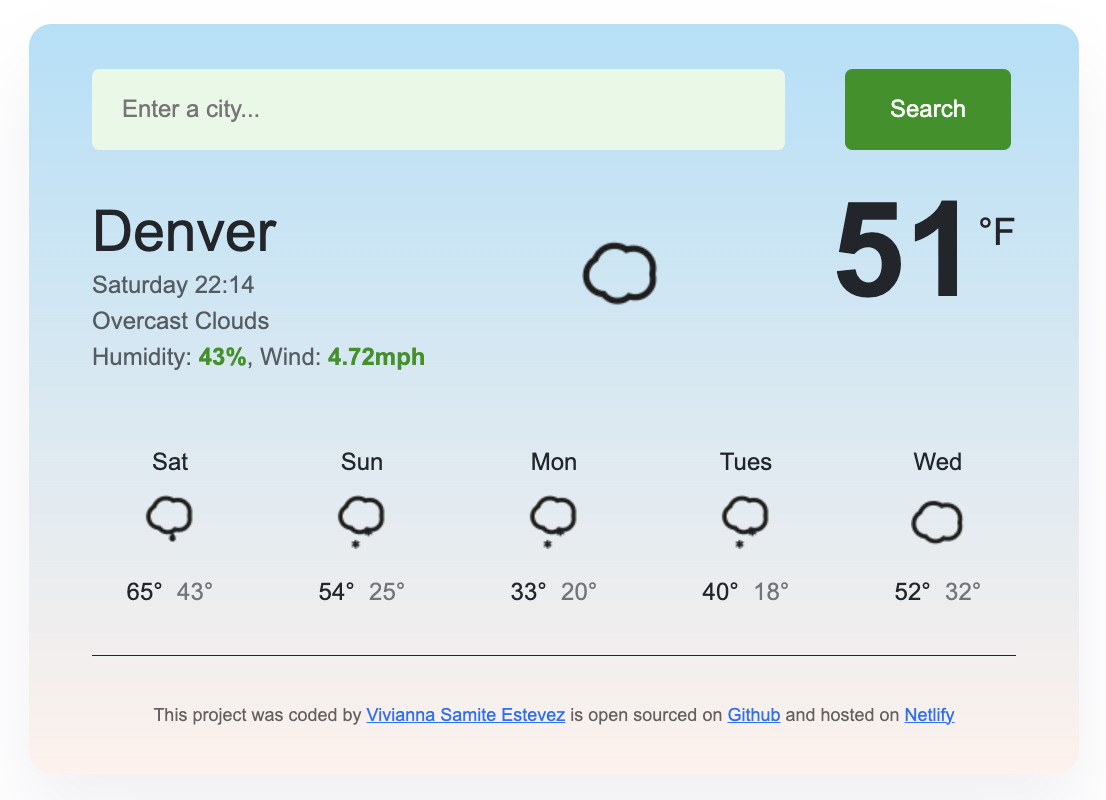 Enter a city...
Search
Denver
51 °F
Saturday 22:14
Overcast Clouds
Humidity: 43%, Wind: 4.72mph
Sat Sun Mon Tues Wed
65° 43° 54° 25° 33° 20° 40° 18° 52° 32°
This project was coded by Vivianna Samite Estevez is open sourced on Github and hosted on Netlify